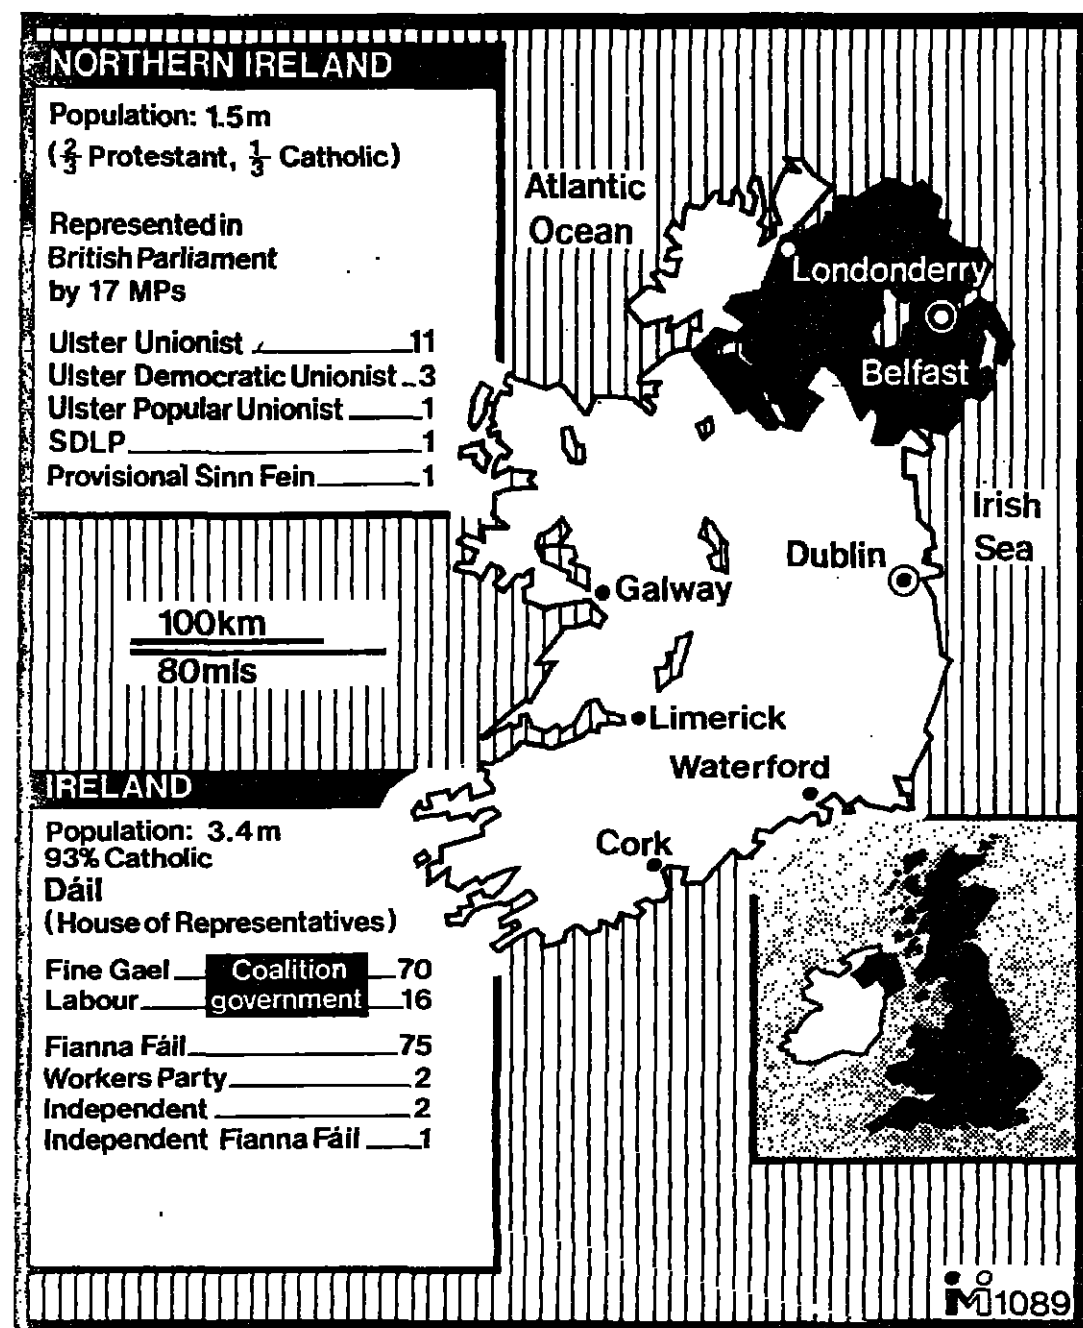 NORTHERN IRELAND
Population: 1.5m
(⅔ Protestant, ⅓ Catholic)
Represented in
British Parliament
by 17 MPs
Ulster Unionist 11
Ulster Democratic Unionist 3
Ulster Popular Unionist 1
SDLP 1
Provisional Sinn Fein 1
Atlantic
Ocean
Londonderry
Belfast
Irish
Sea
Dublin
Galway
100km
80mls
Limerick
Waterford
Cork
IRELAND
Population: 3.4m
93% Catholic
Dáil
(House of Representatives)
Fine Gael Coalition 70
Labour government 16
Fianna Fáil 75
Workers Party 2
Independent 2
Independent Fianna Fáil 1
1089